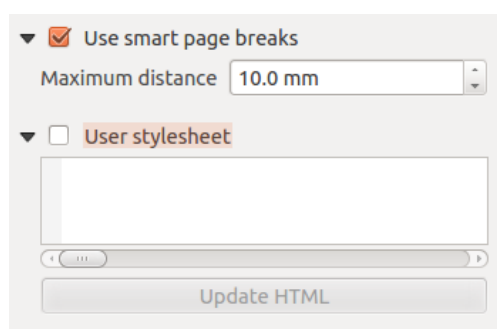 Use smart page breaks
Maximum distance 10.0 mm
User stylesheet
Update HTML